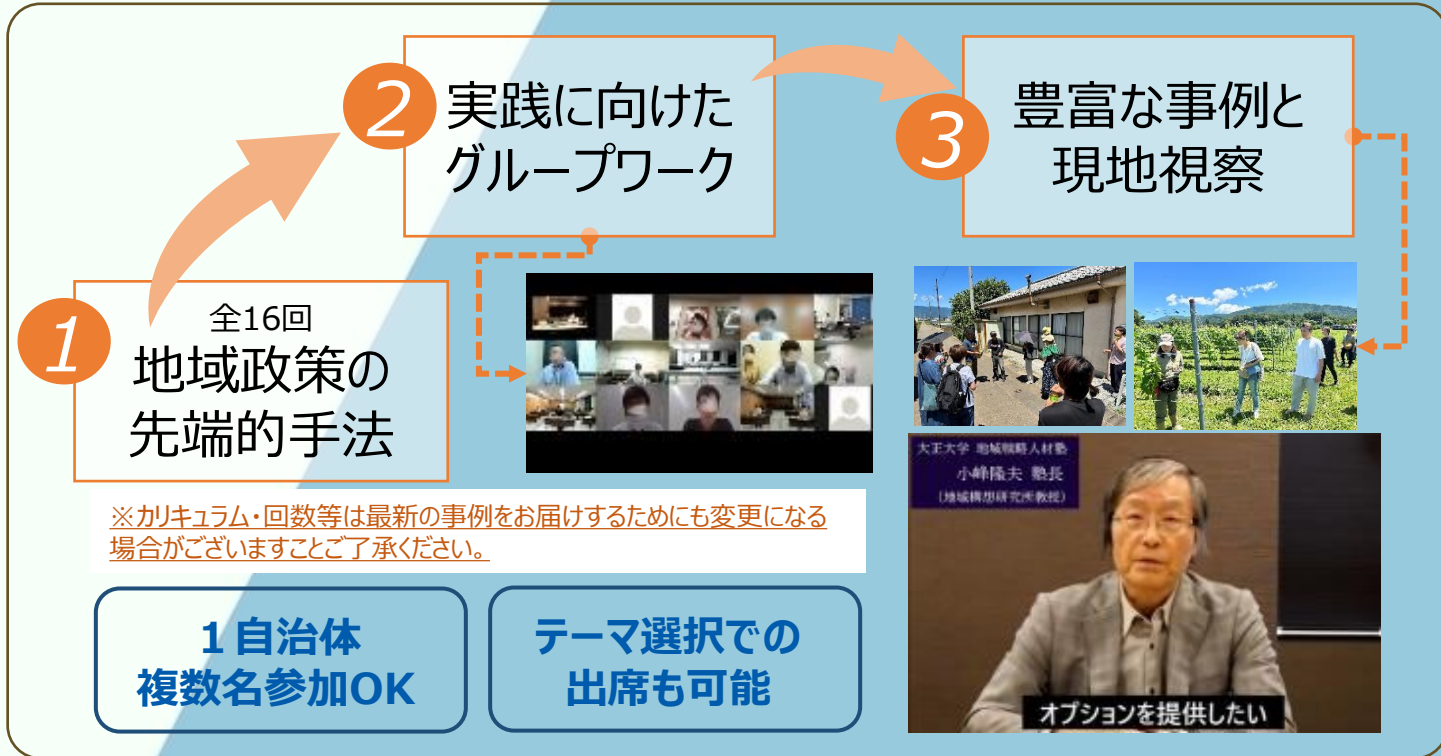 1
全16回
地域政策の
先端的手法
2
実践に向けた
グループワーク
3
豊富な事例と
現地視察
※カリキュラム・回数等は最新の事例をお届けするためにも変更になる
場合がございますことご了承ください。
1自治体
複数名参加OK
テーマ選択での
出席も可能
大正大学 地域戦略人材塾
小峰隆夫 塾長
(地域構想研究所教授)
オプションを提供したい